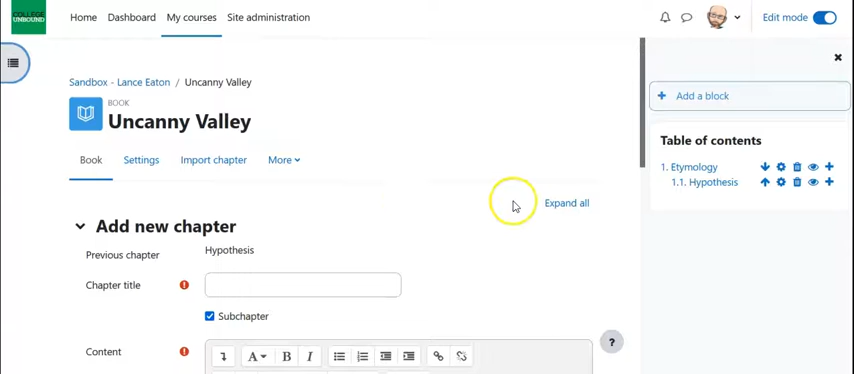 COLLEGE
UNBOUND
Home Dashboard My courses Site administration Edit mode
Sandbox - Lance Eaton / Uncanny Valley
BOOK
Uncanny Valley
Book Settings Import chapter More
Add a block
Table of contents
1. Etymology
1.1. Hypothesis
Expand all
Add new chapter
Previous chapter Hypothesis
Chapter title
Subchapter
Content
A B I
?